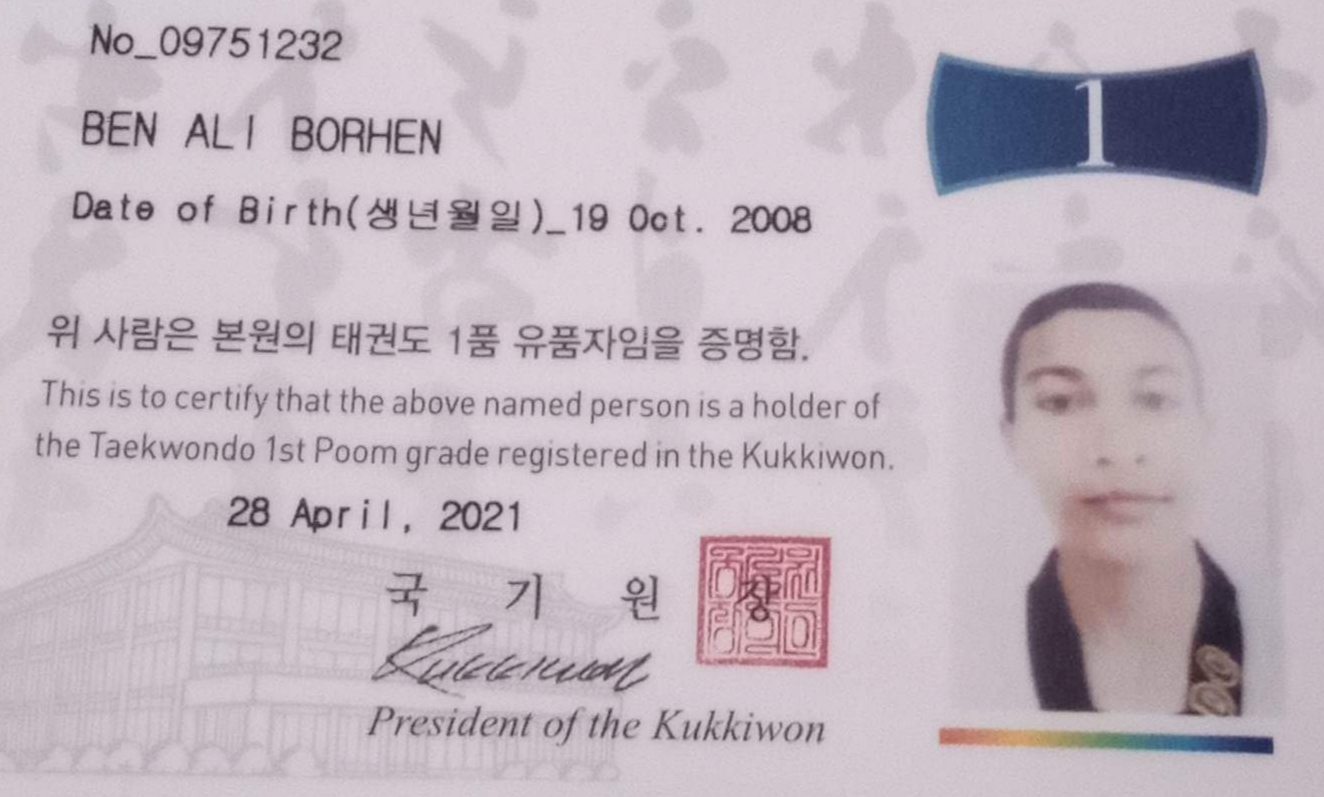 No_09751232
1
BEN ALI BORHEN
Date of Birth(생년월일)_19 Oct. 2008
위 사람은 본원의 태권도 1품 유품자임을 증명함.
This is to certify that the above named person is a holder of
the Taekwondo 1st Poom grade registered in the Kukkiwon.
28 April, 2021
국 기 원 장
Kukkiwon
President of the Kukkiwon